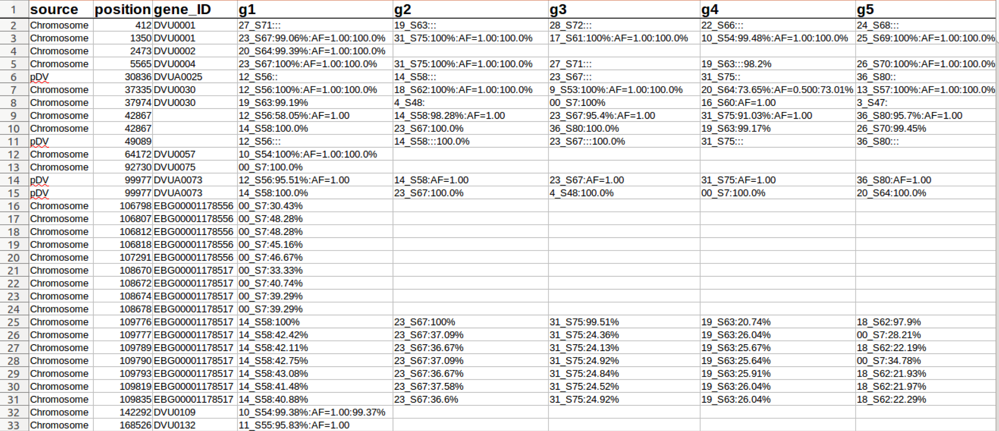 1 source position gene_ID g1 g2 g3 g4 g5
2 Chromosome 412 DVU0001 27_S71::: 19_S63::: 28_S72::: 22_S66::: 24_S68:::
3 Chromosome 1350 DVU0001 23_S67:99.06%:AF=1.00:100.0% 31_S75:100%:AF=1.00:100.0% 17_S61:100%:AF=1.00:100.0% 10_S54:99.48%:AF=1.00:100.0% 25_S69:100%:AF=1.00:100.0%
4 Chromosome 2473 DVU0002 20_S64:99.39%:AF=1.00:100.0%
5 Chromosome 5565 DVU0004 23_S67:100%:AF=1.00:100.0% 31_S75:100%:AF=1.00:100.0% 27_S71::: 19_S63:::98.2% 26_S70:100%:AF=1.00:100.0%
6 pDV 30836 DVUA0025 12_S56:: 14_S58::: 23_S67::: 31_S75:: 36_S80::
7 Chromosome 37335 DVU0030 12_S56:100%:AF=1.00:100.0% 18_S62:100%:AF=1.00:100.0% 9_S53:100%:AF=1.00:100.0% 20_S64:73.65%:AF=0.500:73.01% 13_S57:100%:AF=1.00:100.0%
8 Chromosome 37974 DVU0030 19_S63:99.19% 4_S48: 00_S7:100% 16_S60:AF=1.00 3_S47:
9 Chromosome 42867 12_S56:58.05%:AF=1.00 14_S58:98.28%:AF=1.00 23_S67:95.4%:AF=1.00 31_S75:91.03%:AF=1.00 36_S80:95.7%:AF=1.00
10 Chromosome 42867 14_S58:100.0% 23_S67:100.0% 36_S80:100.0% 19_S63:99.17% 26_S70:99.45%
11 pDV 49089 12_S56::: 14_S58:::100.0% 23_S67:::100.0% 31_S75::: 36_S80:::
12 Chromosome 64172 DVU0057 10_S54:100%:AF=1.00:100.0%
13 Chromosome 92730 DVU0075 00_S7:100.0%
14 pDV 99977 DVUA0073 12_S56:95.51%:AF=1.00 14_S58:AF=1.00 23_S67:AF=1.00 31_S75:AF=1.00 36_S80:AF=1.00
15 pDV 99977 DVUA0073 14_S58:100.0% 23_S67:100.0% 4_S48:100.0% 00_S7:100.0% 20_S64:100.0%
16 Chromosome 106798 EBG00001178556 00_S7:30.43%
17 Chromosome 106807 EBG00001178556 00_S7:48.28%
18 Chromosome 106812 EBG00001178556 00_S7:48.28%
19 Chromosome 106818 EBG00001178556 00_S7:45.16%
20 Chromosome 107291 EBG00001178556 00_S7:46.67%
21 Chromosome 108670 EBG00001178517 00_S7:33.33%
22 Chromosome 108672 EBG00001178517 00_S7:40.74%
23 Chromosome 108674 EBG00001178517 00_S7:39.29%
24 Chromosome 108678 EBG00001178517 00_S7:39.29%
25 Chromosome 109776 EBG00001178517 14_S58:100% 23_S67:100% 31_S75:99.51% 19_S63:20.74% 18_S62:97.9%
26 Chromosome 109777 EBG00001178517 14_S58:42.42% 23_S67:37.09% 31_S75:24.36% 19_S63:26.04% 00_S7:28.21%
27 Chromosome 109789 EBG00001178517 14_S58:42.11% 23_S67:36.67% 31_S75:24.13% 19_S63:25.67% 18_S62:22.19%
28 Chromosome 109790 EBG00001178517 14_S58:42.75% 23_S67:37.09% 31_S75:24.92% 19_S63:25.64% 00_S7:34.78%
29 Chromosome 109793 EBG00001178517 14_S58:43.08% 23_S67:36.67% 31_S75:24.84% 19_S63:25.91% 18_S62:21.93%
30 Chromosome 109819 EBG00001178517 14_S58:41.48% 23_S67:37.58% 31_S75:24.52% 19_S63:26.04% 18_S62:21.97%
31 Chromosome 109835 EBG00001178517 14_S58:40.88% 23_S67:36.6% 31_S75:24.92% 19_S63:26.04% 18_S62:22.29%
32 Chromosome 142292 DVU0109 10_S54:99.38%:AF=1.00:99.37%
33 Chromosome 168526 DVU0132 11_S55:95.83%:AF=1.00